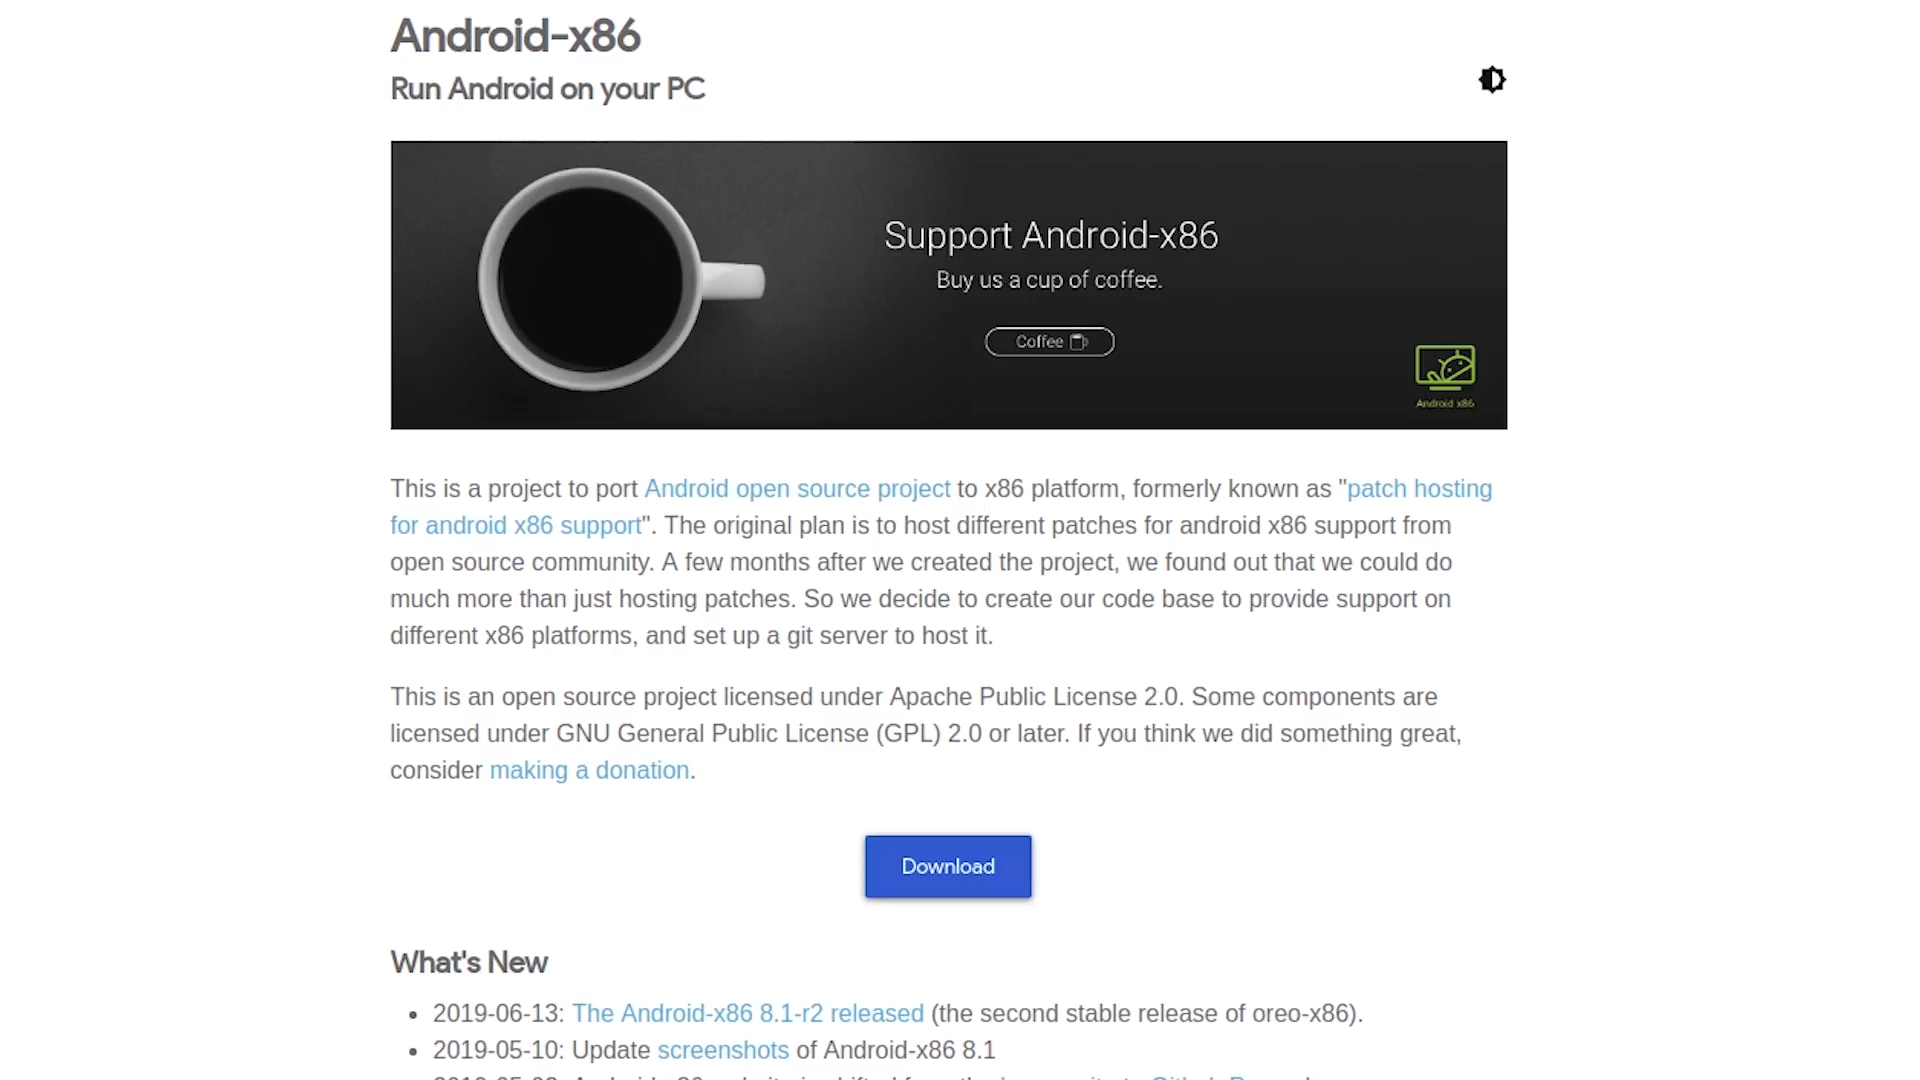 Android-x86
Run Android on your PC
Support Android-x86
Buy us a cup of coffee.
Coffee
Android x86
This is a project to port Android open source project to x86 platform, formerly known as "patch hosting
for android x86 support". The original plan is to host different patches for android x86 support from
open source community. A few months after we created the project, we found out that we could do
much more than just hosting patches. So we decide to create our code base to provide support on
different x86 platforms, and set up a git server to host it.
This is an open source project licensed under Apache Public License 2.0. Some components are
licensed under GNU General Public License (GPL) 2.0 or later. If you think we did something great,
consider making a donation.
Download
What's New
2019-06-13: The Android-x86 8.1-r2 released (the second stable release of oreo-x86).
2019-05-10: Update screenshots of Android-x86 8.1